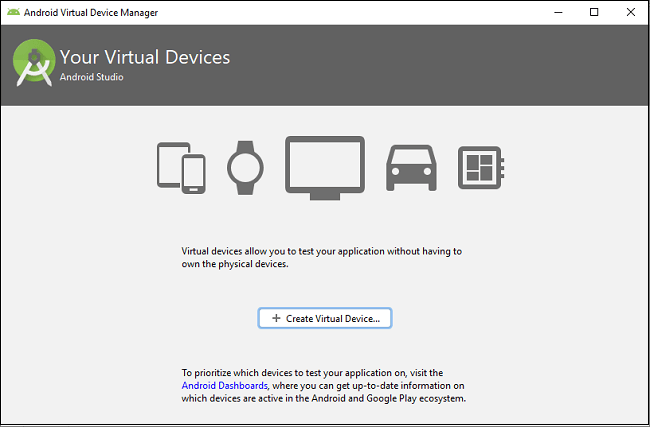 Android Virtual Device Manager
Your Virtual Devices
Android Studio
Virtual devices allow you to test your application without having to
own the physical devices.
+ Create Virtual Device...
To prioritize which devices to test your application on, visit the
Android Dashboards, where you can get up-to-date information on
which devices are active in the Android and Google Play ecosystem.